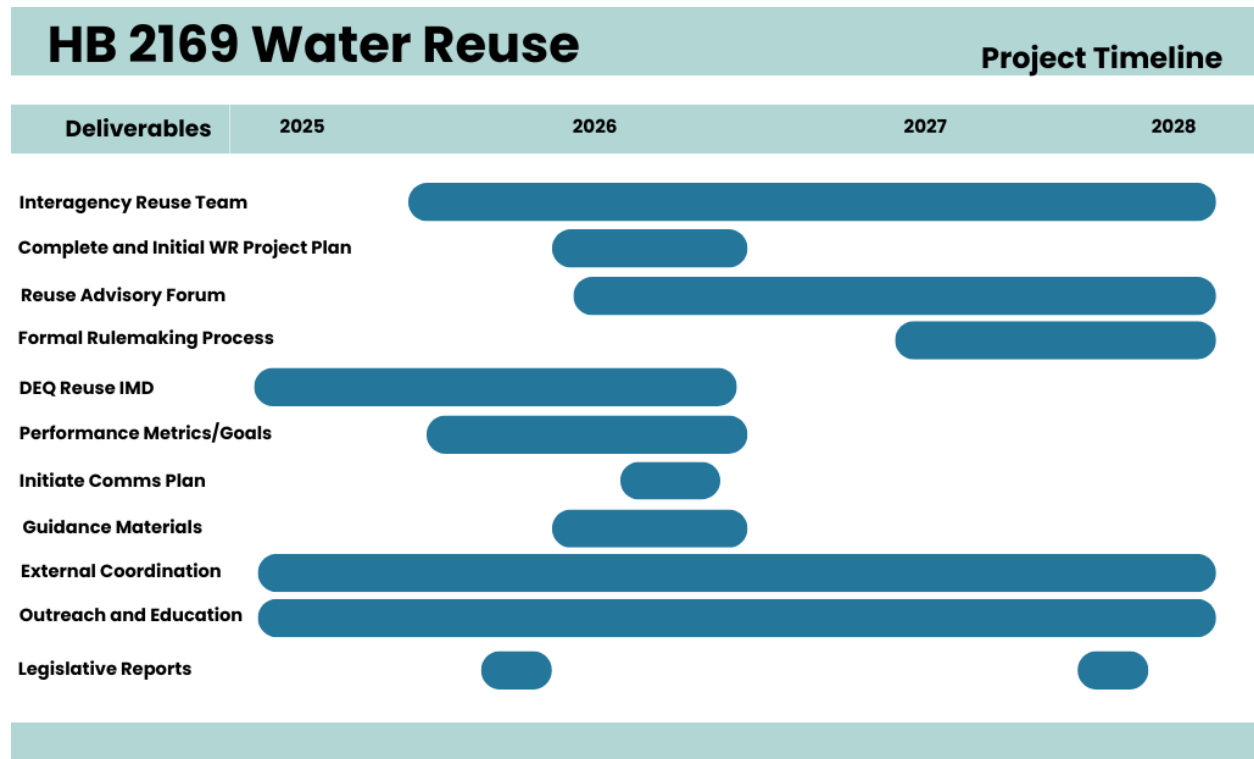 HB 2169 Water Reuse
Project Timeline
Deliverables 2025 2026 2027 2028
Interagency Reuse Team
Complete and Initial WR Project Plan
Reuse Advisory Forum
Formal Rulemaking Process
DEQ Reuse IMD
Performance Metrics/Goals
Initiate Comms Plan
Guidance Materials
External Coordination
Outreach and Education
Legislative Reports